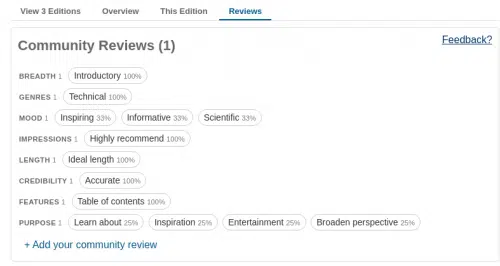 View 3 Editions Overview This Edition Reviews
Community Reviews (1) Feedback?
BREADTH 1 Introductory 100%
GENRES 1 Technical 100%
MOOD 1 Inspiring 33% Informative 33% Scientific 33%
IMPRESSIONS 1 Highly recommend 100%
LENGTH 1 Ideal length 100%
CREDIBILITY 1 Accurate 100%
FEATURES 1 Table of contents 100%
PURPOSE 1 Learn about 25% Inspiration 25% Entertainment 25% Broaden perspective 25%
+ Add your community review